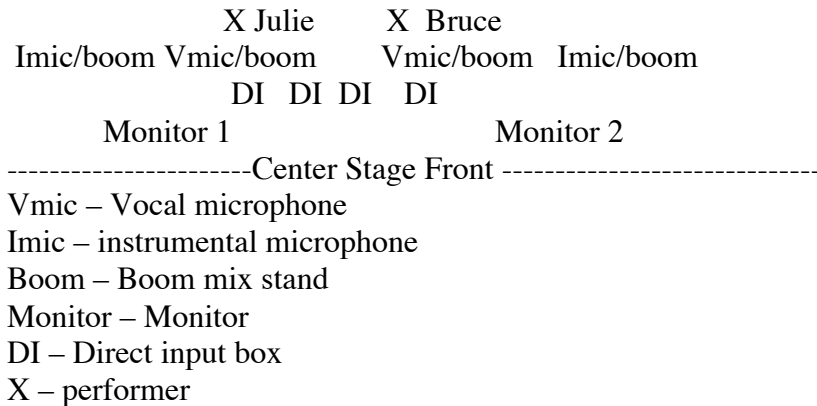 X Julie X Bruce
Imic/boom Vmic/boom Vmic/boom Imic/boom
DI DI DI DI
Monitor 1 Monitor 2
-----------------------Center Stage Front ------------------------------
Vmic – Vocal microphone
Imic – instrumental microphone
Boom – Boom mix stand
Monitor – Monitor
DI – Direct input box
X – performer